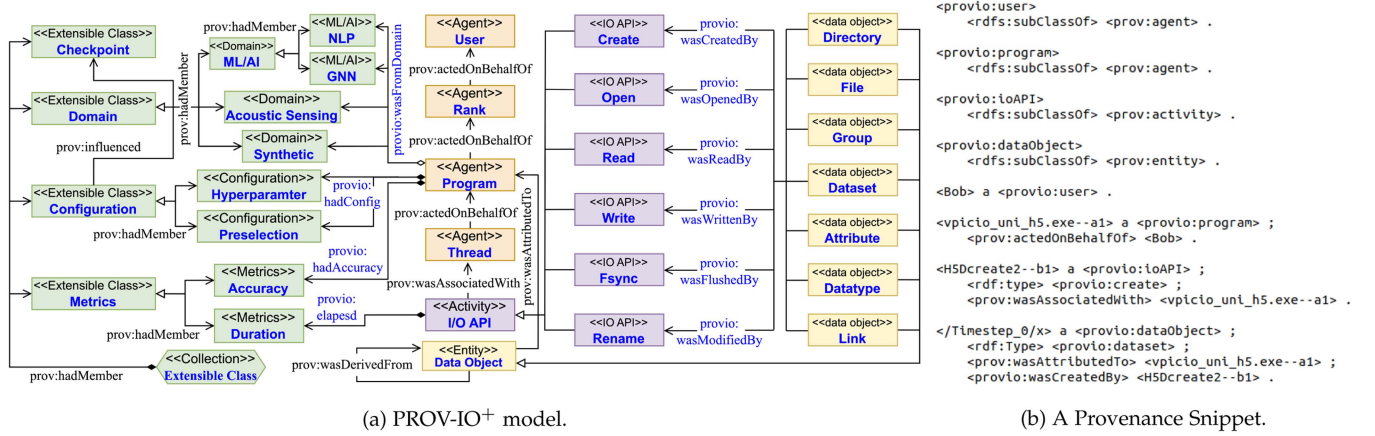 <<Extensible Class>>
Checkpoint
<<Extensible Class>>
Domain
prov:influenced
<<Extensible Class>>
Configuration
<<Extensible Class>>
Metrics
<<Collection>>
Extensible Class
prov:hadMember
prov:hadMember
<<Domain>>
ML/AI
prov:hadMember
<<ML/AI>>
NLP
<<ML/AI>>
GNN
<<Domain>>
Acoustic Sensing
<<Domain>>
Synthetic
provio:wasFromDomain
<<Configuration>>
Hyperparamter
<<Configuration>>
Preselection
prov:hadMember
provio:
hadConfig
<<Metrics>>
Accuracy
<<Metrics>>
Duration
prov:hadMember
provio:
hadAccuracy
provio:
elapesd
<<Agent>>
User
prov:actedOnBehalfOf
<<Agent>>
Rank
prov:actedOnBehalfOf
<<Agent>>
Program
prov:actedOnBehalfOf
<<Agent>>
Thread
prov:wasAssociatedWith
<<Activity>>
I/O API
<<Entity>>
Data Object
prov:wasDerivedFrom
prov:wasAttributedTo
<<IO API>>
Create
<<IO API>>
Open
<<IO API>>
Read
<<IO API>>
Write
<<IO API>>
Fsync
<<IO API>>
Rename
provio:
wasCreatedBy
provio:
wasOpenedBy
provio:
wasReadBy
provio:
wasWrittenBy
provio:
wasFlushedBy
provio:
wasModifiedBy
<<data object>>
Directory
<<data object>>
File
<<data object>>
Group
<<data object>>
Dataset
<<data object>>
Attribute
<<data object>>
Datatype
<<data object>>
Link
(a) PROV-IO+ model.
<provio:user>
<rdfs:subClassOf> <prov:agent> .
<provio:program>
<rdfs:subClassOf> <prov:agent> .
<provio:ioAPI>
<rdfs:subClassOf> <prov:activity> .
<provio:dataObject>
<rdfs:subClassOf> <prov:entity> .
<Bob> a <provio:user> .
<vpicio_uni_h5.exe--a1> a <provio:program> ;
<prov:actedOnBehalfOf> <Bob> .
<H5Dcreate2--b1> a <provio:ioAPI> ;
<rdf:type> <provio:create> ;
<prov:wasAssociatedWith> <vpicio_uni_h5.exe--a1> .
</Timestep_0/x> a <provio:dataObject> ;
<rdf:Type> <provio:dataset> ;
<prov:wasAttributedTo> <vpicio_uni_h5.exe--a1> ;
<provio:wasCreatedBy> <H5Dcreate2--b1> .
(b) A Provenance Snippet.